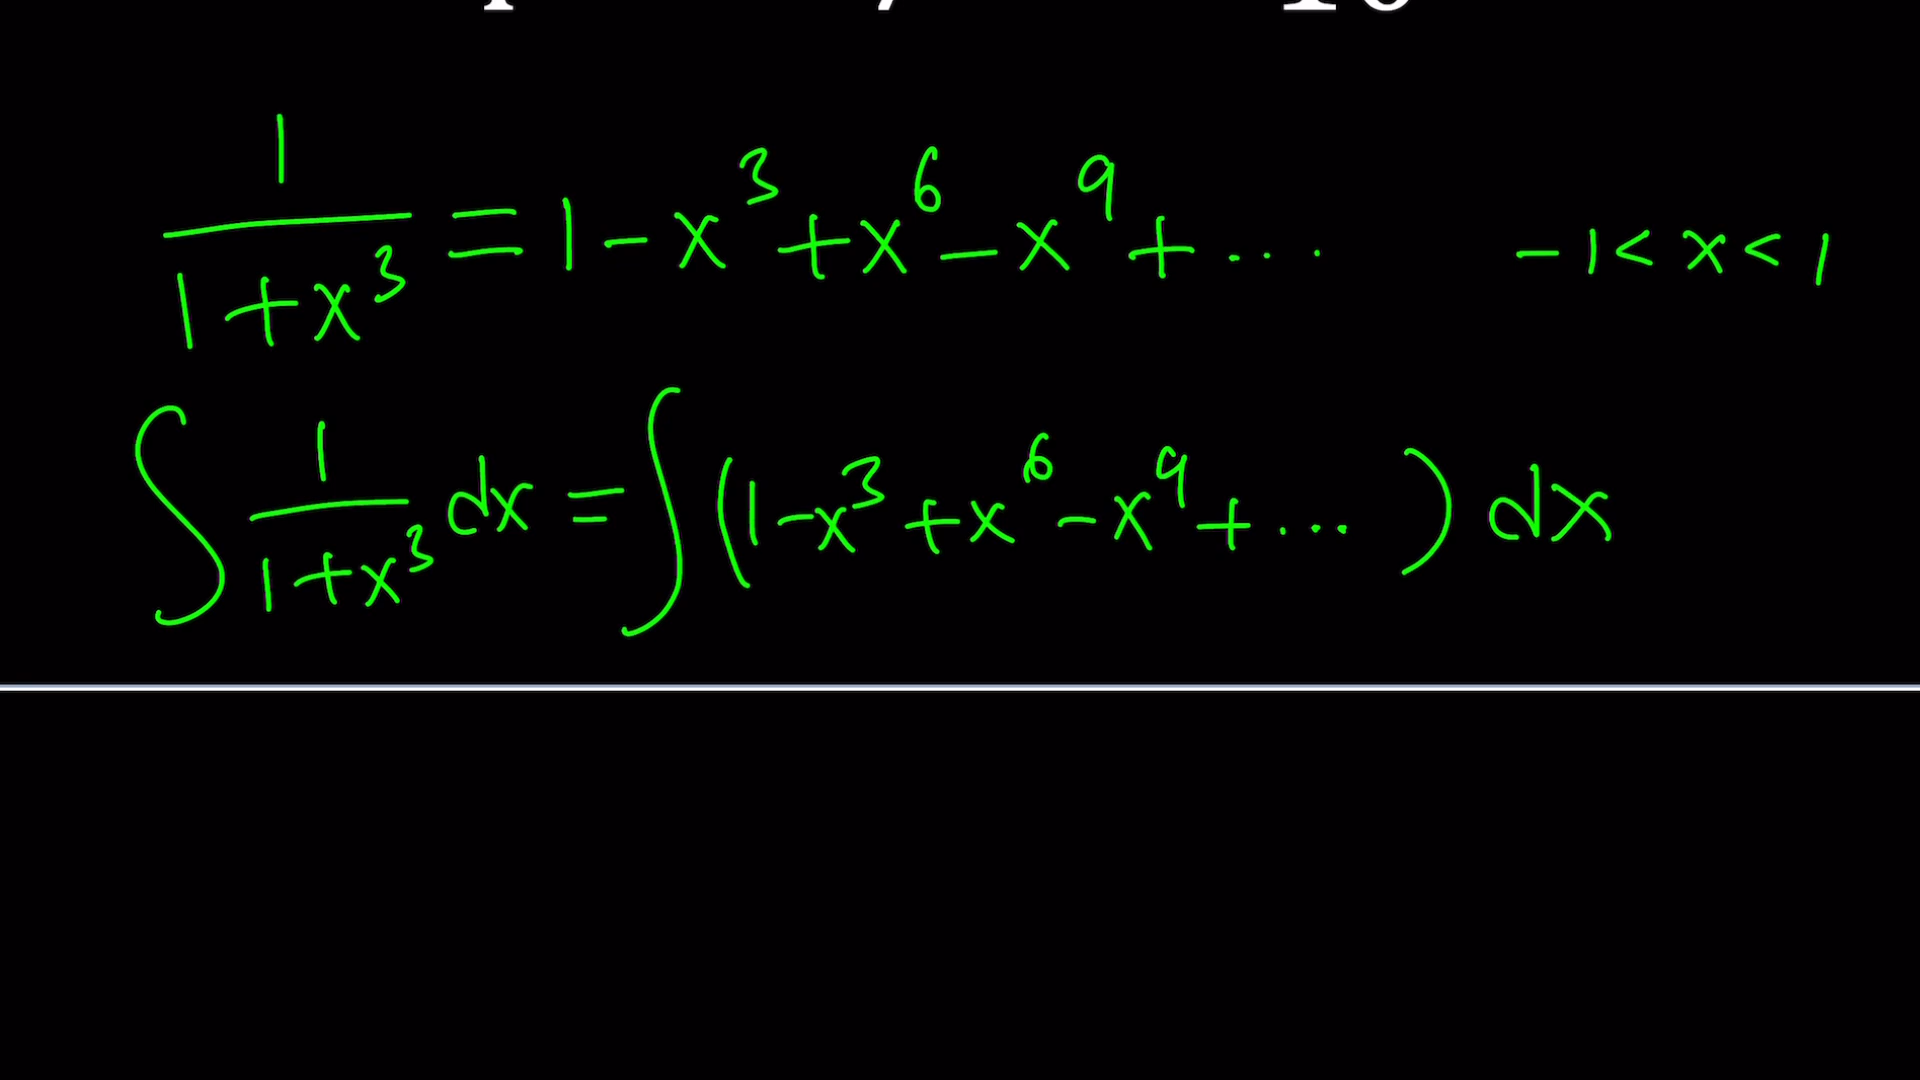 1/(1+x³) = 1 - x³ + x⁶ - x⁹ + ... -1 < x < 1
∫ 1/(1+x³) dx = ∫ (1 - x³ + x⁶ - x⁹ + ... ) dx